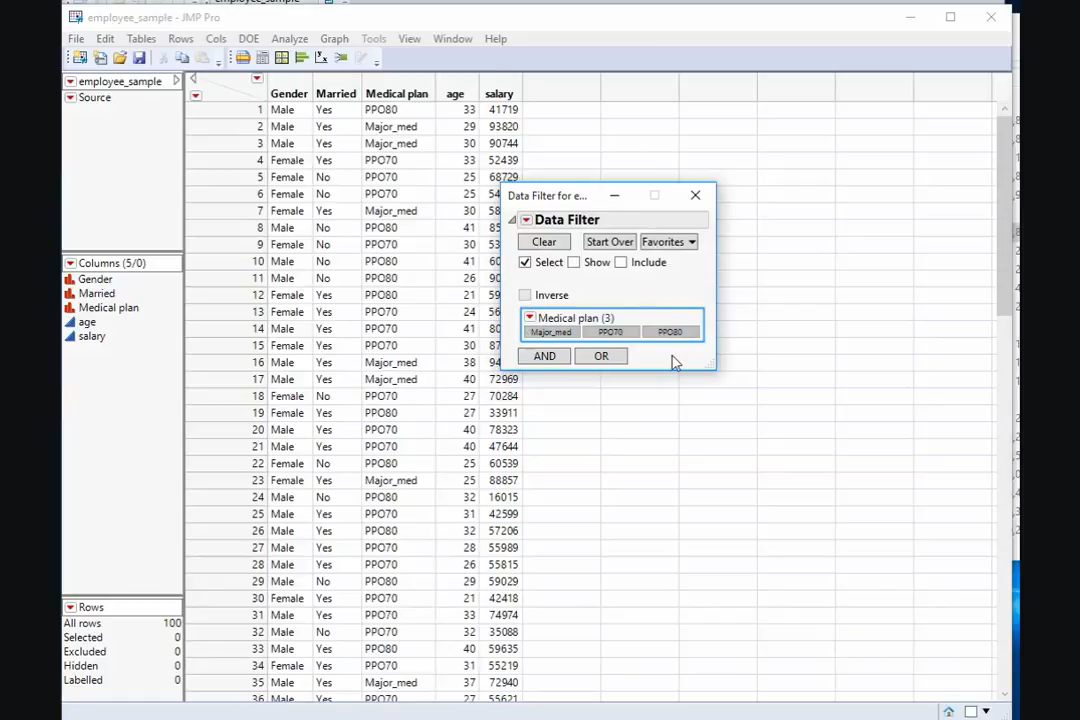 employee_sample
employee_sample - JMP Pro
File Edit Tables Rows Cols DOE Analyze Graph Tools View Window Help
employee_sample
Source
Gender Married Medical plan age salary
1 Male Yes PPO80 33 41719
2 Male Yes Major_med 29 93820
3 Male Yes Major_med 30 90744
4 Female Yes PPO70 33 52439
5 Female No PPO70 25 68729
6 Female No PPO70 25
7 Female Yes Major_med 30
8 Male No PPO80 41
9 Female No PPO70 30
10 Male No PPO80 41
11 Male No PPO80 26
12 Female Yes PPO80 21
13 Female Yes PPO70 24
14 Male Yes PPO70 41
15 Female Yes PPO80 30
16 Male Yes Major_med 38
17 Male Yes Major_med 40 72969
18 Female No PPO70 27 70284
19 Female Yes PPO80 27 33911
20 Male Yes PPO70 40 78323
21 Male Yes PPO70 40 47644
22 Female No PPO80 25 60539
23 Female Yes Major_med 25 88857
24 Male No PPO80 32 16015
25 Male Yes PPO70 31 42599
26 Male Yes PPO80 32 57206
27 Male Yes PPO70 28 55989
28 Male Yes PPO70 26 55815
29 Male No PPO80 29 59029
30 Female Yes PPO70 21 42418
31 Male Yes PPO70 33 74974
32 Male No PPO70 32 35088
33 Male Yes PPO80 40 59635
34 Female Yes PPO70 31 55219
35 Male Yes Major_med 37 72940
36 Male Yes PPO70 27 55621
Columns (5/0)
Gender
Married
Medical plan
age
salary
Rows
All rows 100
Selected 0
Excluded 0
Hidden 0
Labelled 0
Data Filter for e...
Data Filter
Clear Start Over Favorites
Select Show Include
Inverse
Medical plan (3)
Major_med PPO70 PPO80
AND OR